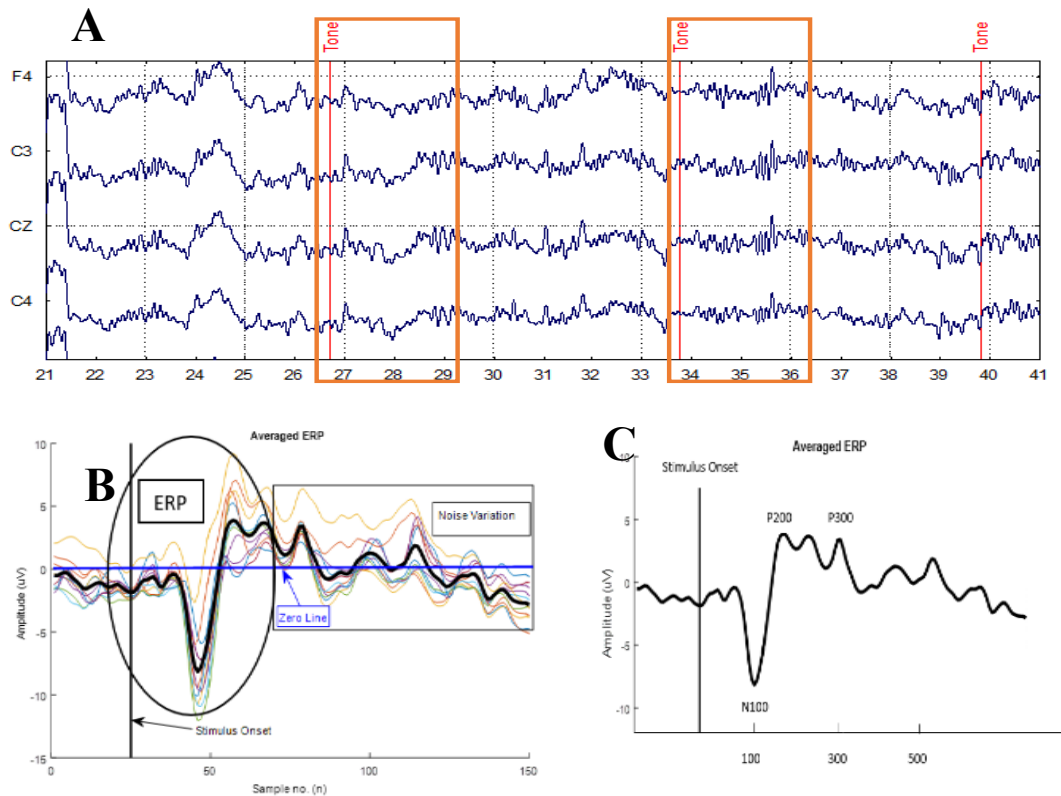 A
Tone
Tone
Tone
F4
C3
CZ
C4
21 22 23 24 25 26 27 28 29 30 31 32 33 34 35 36 37 38 39 40 41
Averaged ERP
B
ERP
Noise Variation
Zero Line
Stimulus Onset
Amplitude (uV)
10
5
0
-5
-10
-15
0 50 100 150
Sample no. (n)
C
Averaged ERP
Stimulus Onset
P200 P300
N100
Amplitude (uV)
5
0
-5
-10
100 300 500